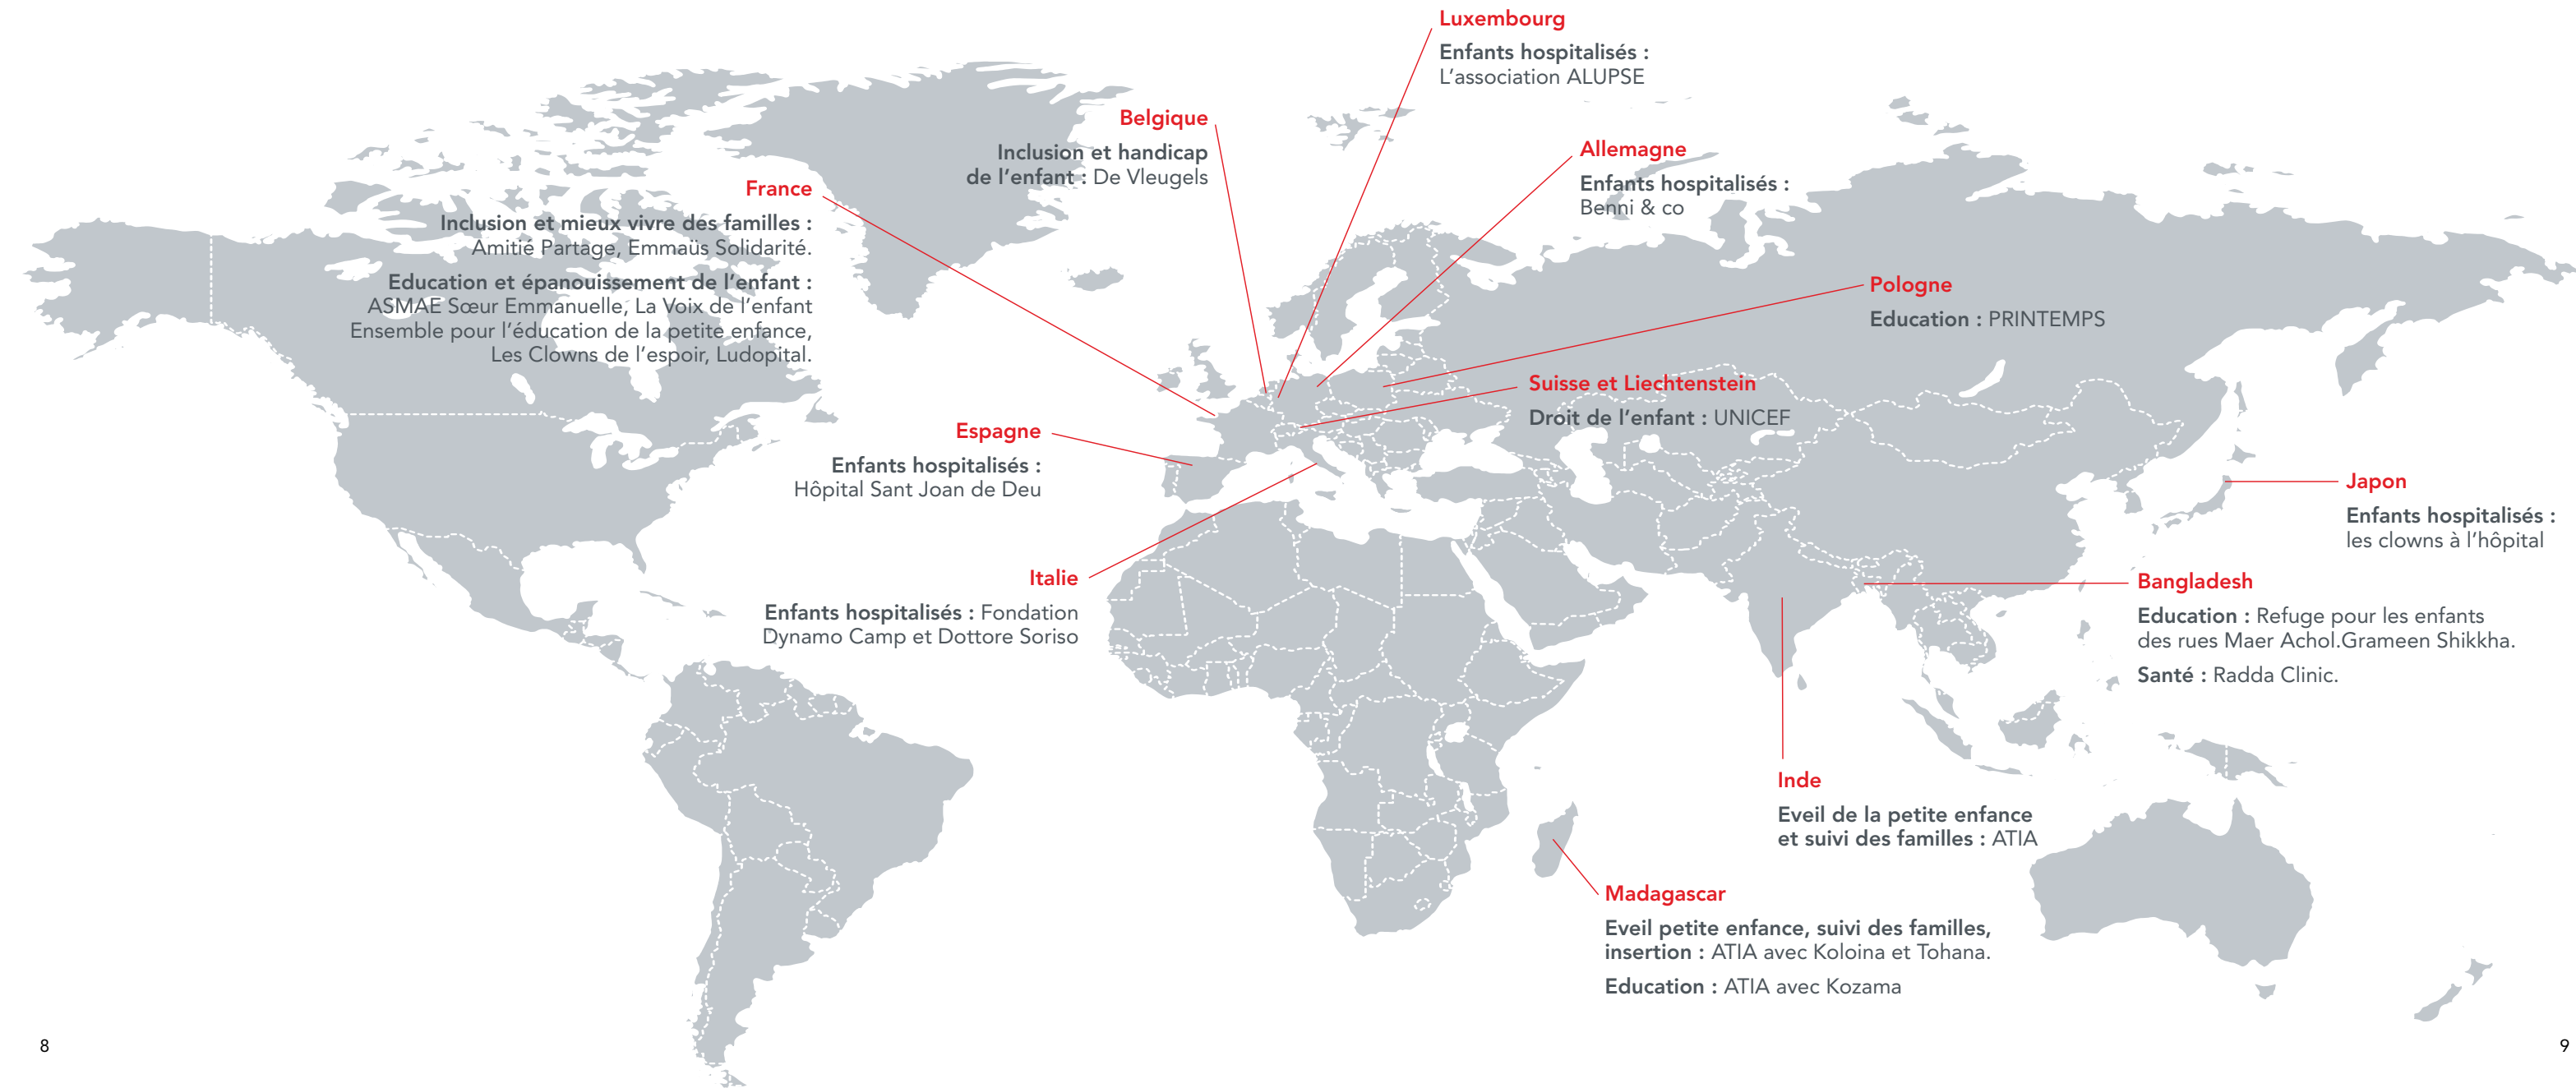 Luxembourg
Enfants hospitalisés :
L'association ALUPSE
Belgique
Inclusion et handicap
de l'enfant : De Vleugels
Allemagne
Enfants hospitalisés :
Benni & co
France
Inclusion et mieux vivre des familles :
Amitié Partage, Emmaüs Solidarité.
Education et épanouissement de l'enfant :
ASMAE Sœur Emmanuelle, La Voix de l'enfant
Ensemble pour l'éducation de la petite enfance,
Les Clowns de l'espoir, Ludopital.
Pologne
Education : PRINTEMPS
Suisse et Liechtenstein
Droit de l'enfant : UNICEF
Espagne
Enfants hospitalisés :
Hôpital Sant Joan de Deu
Japon
Enfants hospitalisés :
les clowns à l'hôpital
Italie
Enfants hospitalisés : Fondation
Dynamo Camp et Dottore Soriso
Bangladesh
Education : Refuge pour les enfants
des rues Maer Achol.Grameen Shikkha.
Santé : Radda Clinic.
Inde
Eveil de la petite enfance
et suivi des familles : ATIA
Madagascar
Eveil petite enfance, suivi des familles,
insertion : ATIA avec Koloina et Tohana.
Education : ATIA avec Kozama
8
9